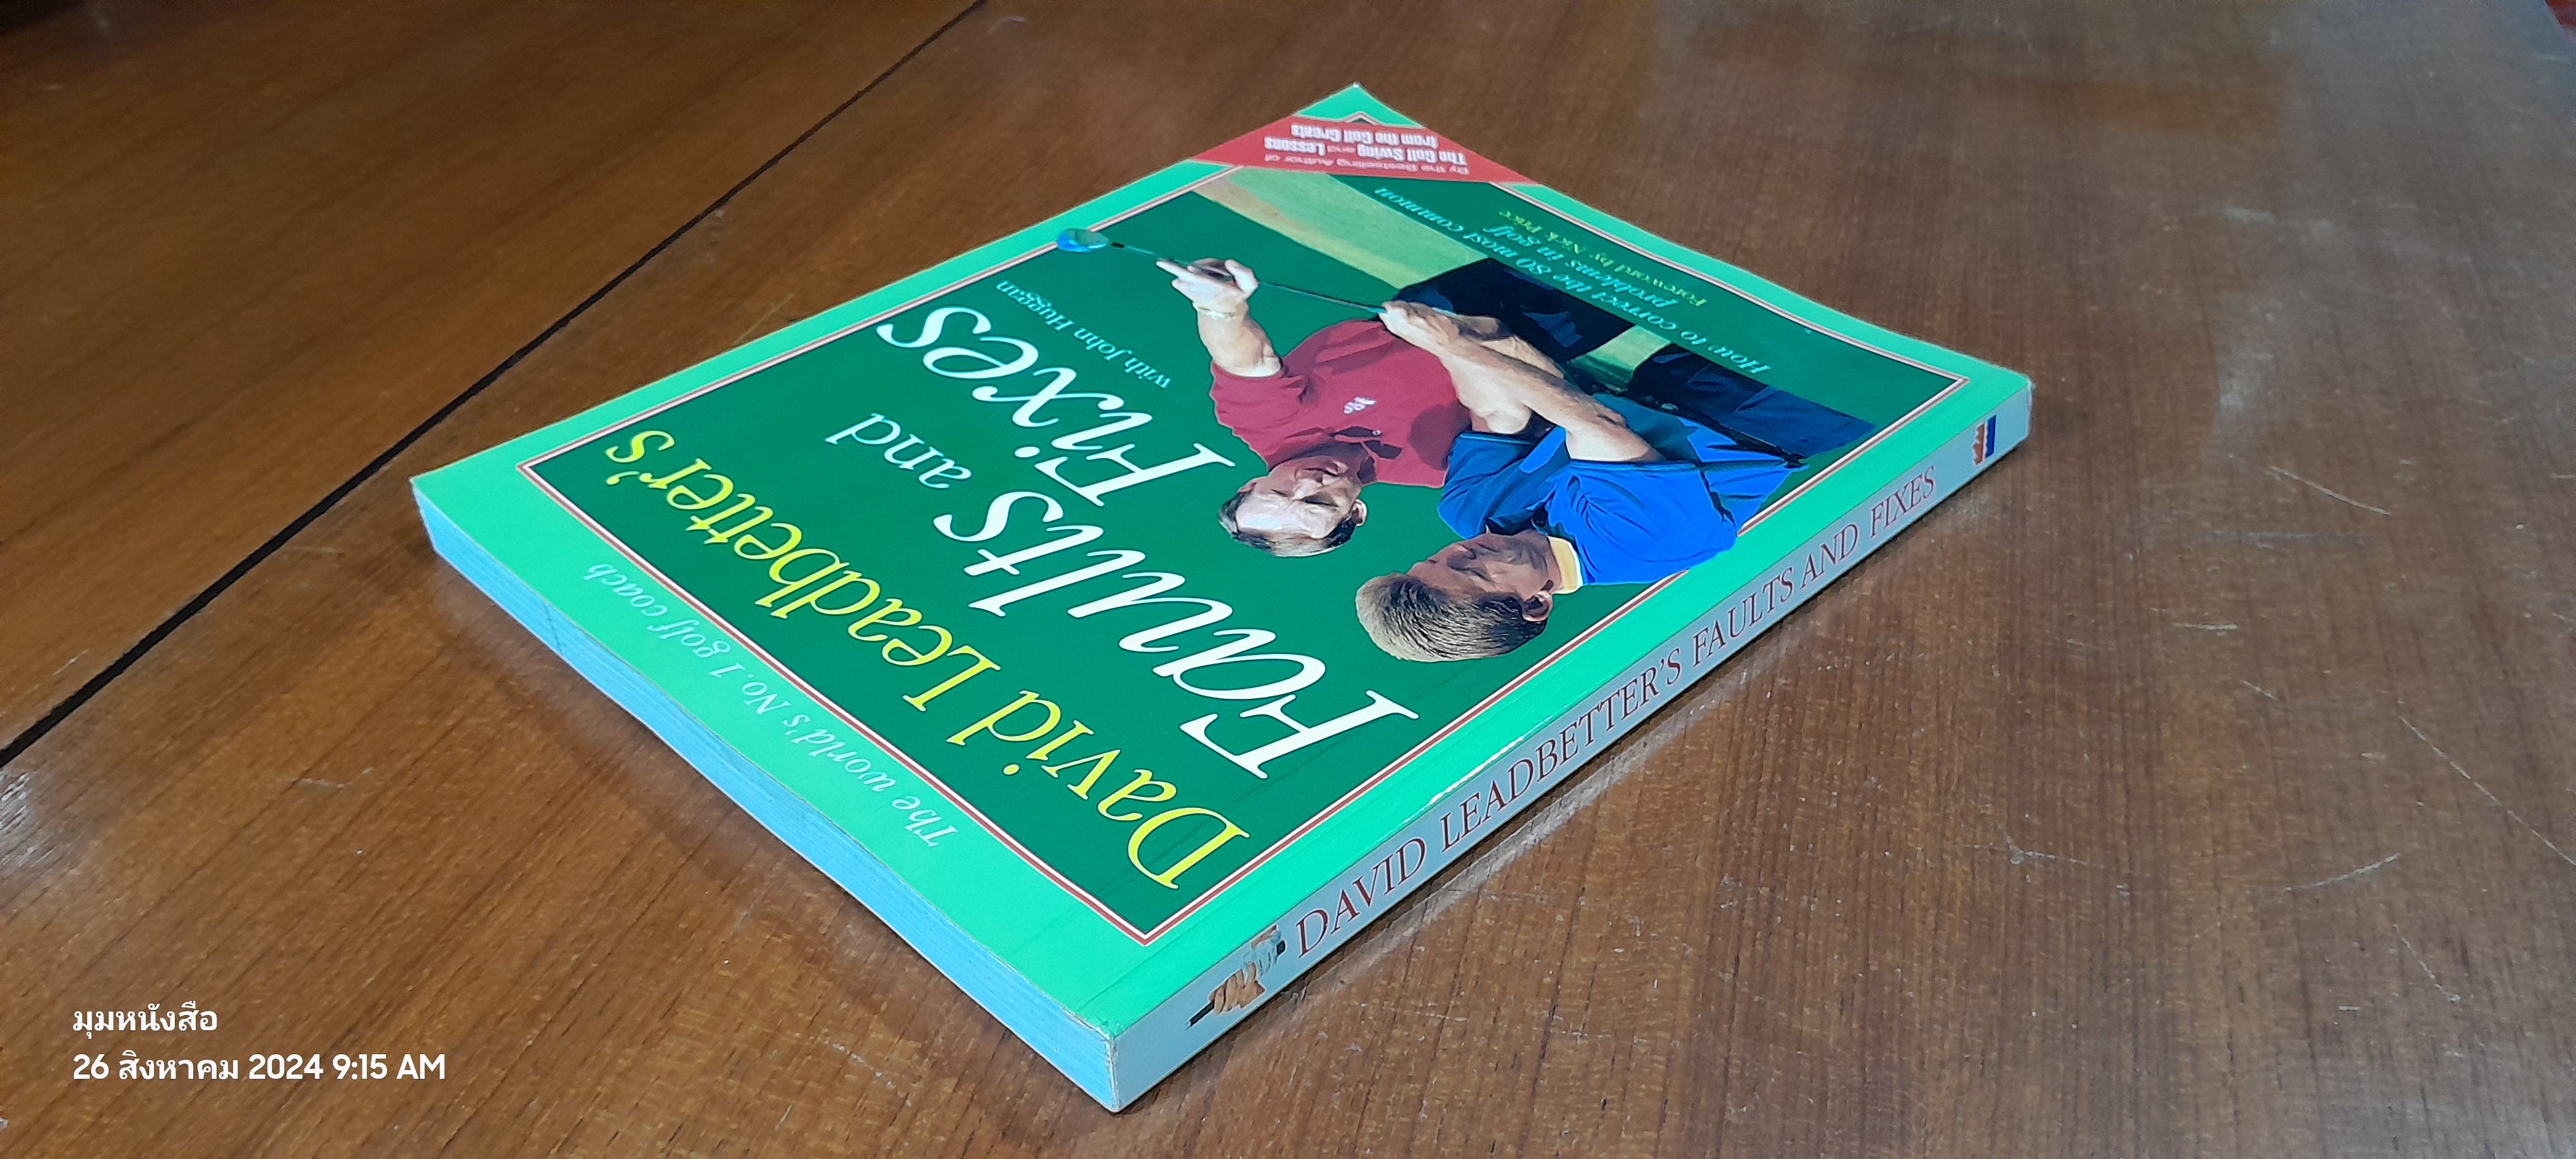 The world's No.1 golf coach
David Leadbetter's
Faults and
Fixes
with John Huggan
How to correct the 80 most common
problems in golf
Foreword by Nick Price
By the Bestselling Author of
The Golf Swing and Lessons
from the Golf Greats
DAVID LEADBETTER'S FAULTS AND FIXES
มุมหนังสือ
26 สิงหาคม 2024 9:15 AM